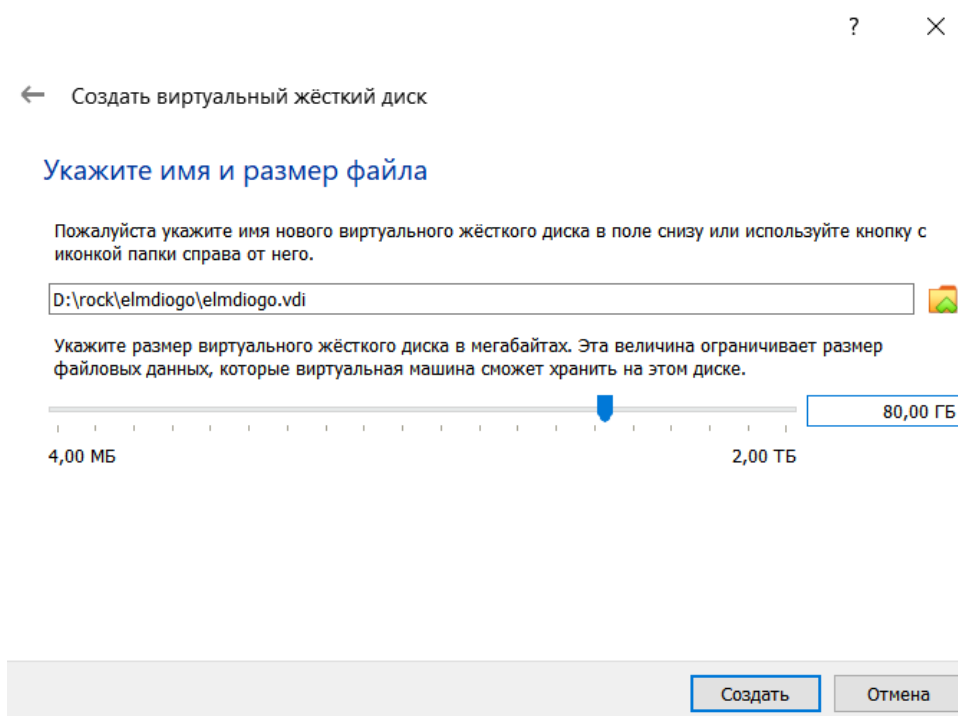 ?
Создать виртуальный жёсткий диск
Укажите имя и размер файла
Пожалуйста укажите имя нового виртуального жёсткого диска в поле снизу или используйте кнопку с
иконкой папки справа от него.
D:\rock\elmdiogo\elmdiogo.vdi
Укажите размер виртуального жёсткого диска в мегабайтах. Эта величина ограничивает размер
файловых данных, которые виртуальная машина сможет хранить на этом диске.
80,00 ГБ
4,00 МБ 2,00 ТБ
Создать Отмена